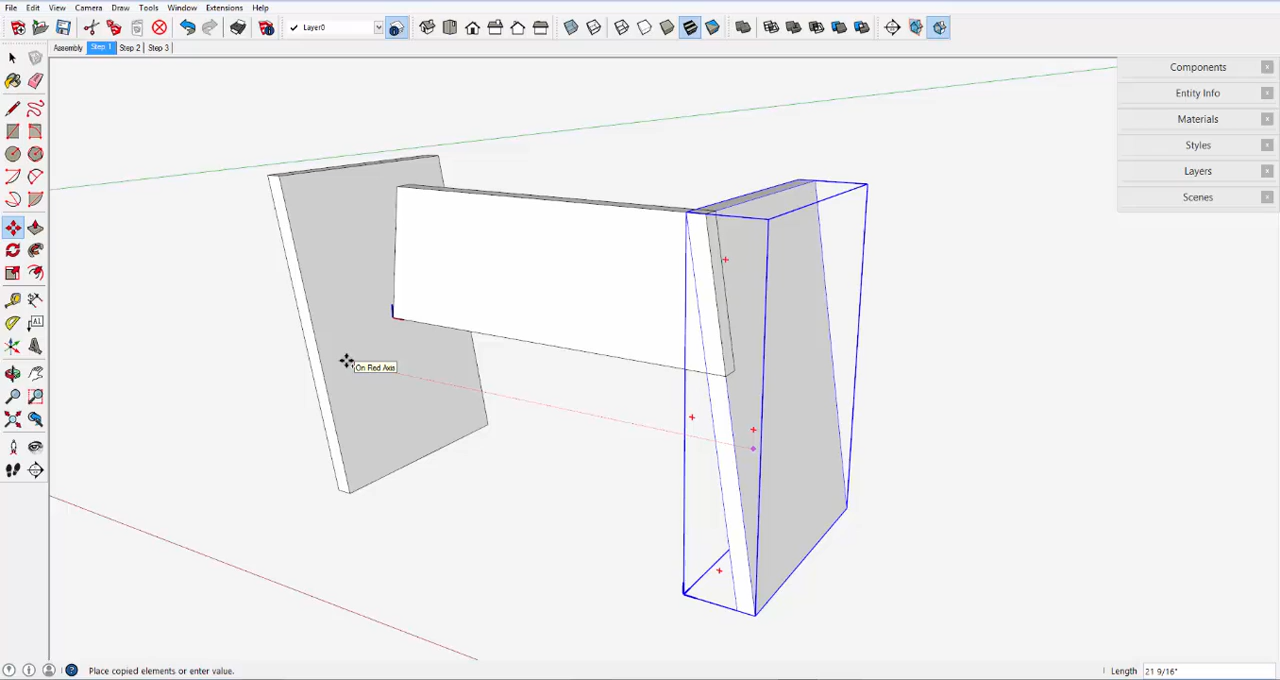 File Edit View Camera Draw Tools Window Extensions Help
Layer0
Assembly Step 1 Step 2 Step 3
Components
Entity Info
Materials
Styles
Layers
Scenes
A1
On Red Axis
Place copied elements or enter value.
Length 21 9/16"